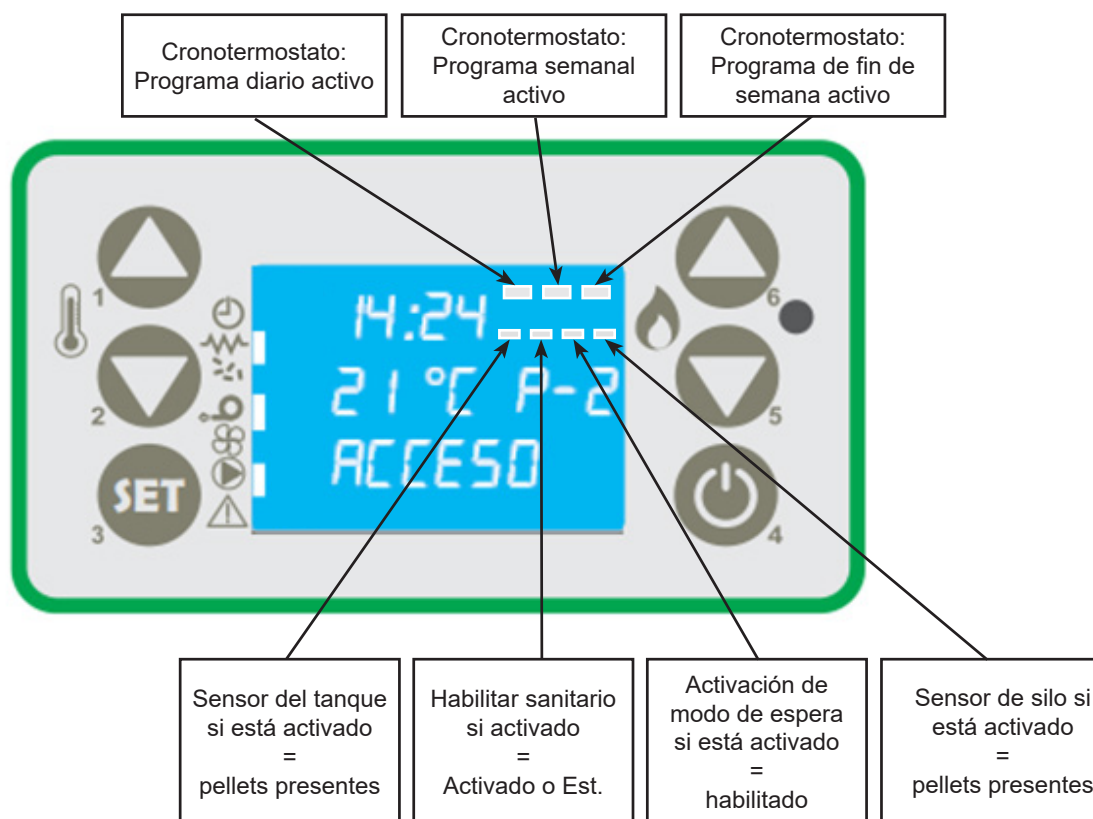 Cronotermostato:
Programa diario activo
Cronotermostato:
Programa semanal
activo
Cronotermostato:
Programa de fin de
semana activo
1
6
14:24
2
21 °C P-2
5
ACCESO
SET
3
4
Sensor del tanque
si está activado
=
pellets presentes
Habilitar sanitario
si activado
=
Activado o Est.
Activación de
modo de espera
si está activado
=
habilitado
Sensor de silo si
está activado
=
pellets presentes